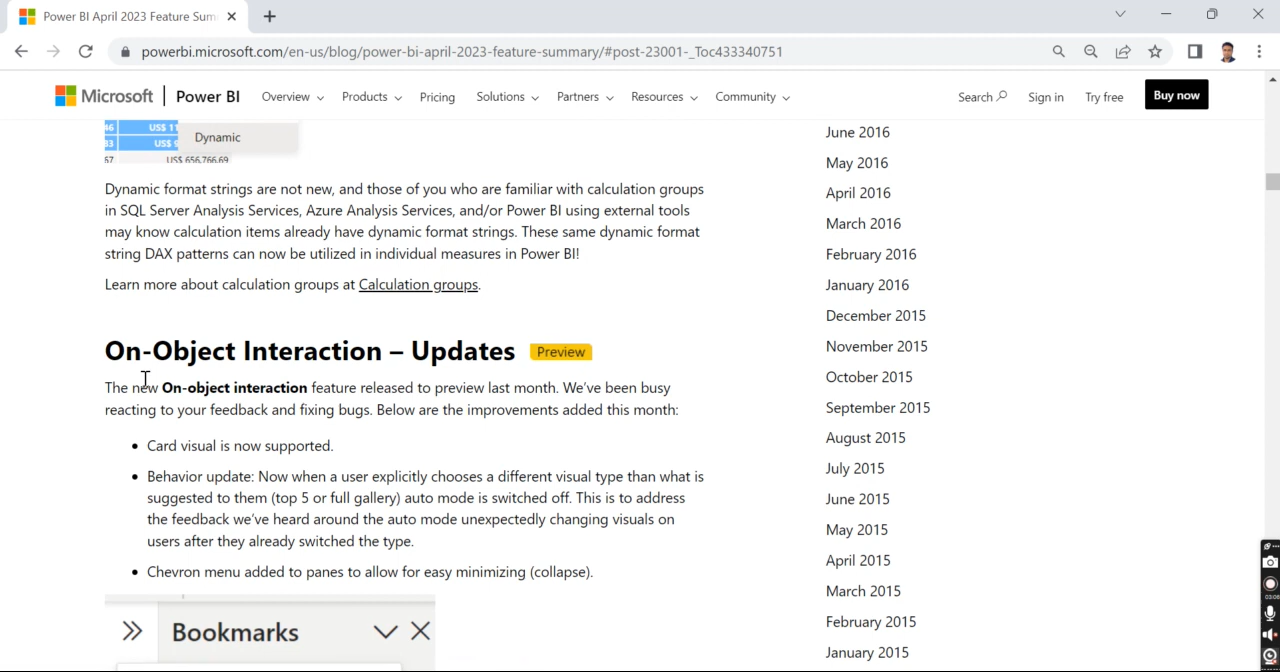 Power BI April 2023 Feature Sum
powerbi.microsoft.com/en-us/blog/power-bi-april-2023-feature-summary/#post-23001-_Toc433340751
Microsoft
Power BI
Overview
Products
Pricing
Solutions
Partners
Resources
Community
Search
Sign in
Try free
Buy now
46 US$ 11
83 US$ 9
67 US$ 656,766.69
Dynamic
Dynamic format strings are not new, and those of you who are familiar with calculation groups
in SQL Server Analysis Services, Azure Analysis Services, and/or Power BI using external tools
may know calculation items already have dynamic format strings. These same dynamic format
string DAX patterns can now be utilized in individual measures in Power BI!
Learn more about calculation groups at Calculation groups.
On-Object Interaction – Updates Preview
The new On-object interaction feature released to preview last month. We've been busy
reacting to your feedback and fixing bugs. Below are the improvements added this month:
• Card visual is now supported.
• Behavior update: Now when a user explicitly chooses a different visual type than what is
suggested to them (top 5 or full gallery) auto mode is switched off. This is to address
the feedback we've heard around the auto mode unexpectedly changing visuals on
users after they already switched the type.
• Chevron menu added to panes to allow for easy minimizing (collapse).
Bookmarks
June 2016
May 2016
April 2016
March 2016
February 2016
January 2016
December 2015
November 2015
October 2015
September 2015
August 2015
July 2015
June 2015
May 2015
April 2015
March 2015
February 2015
January 2015